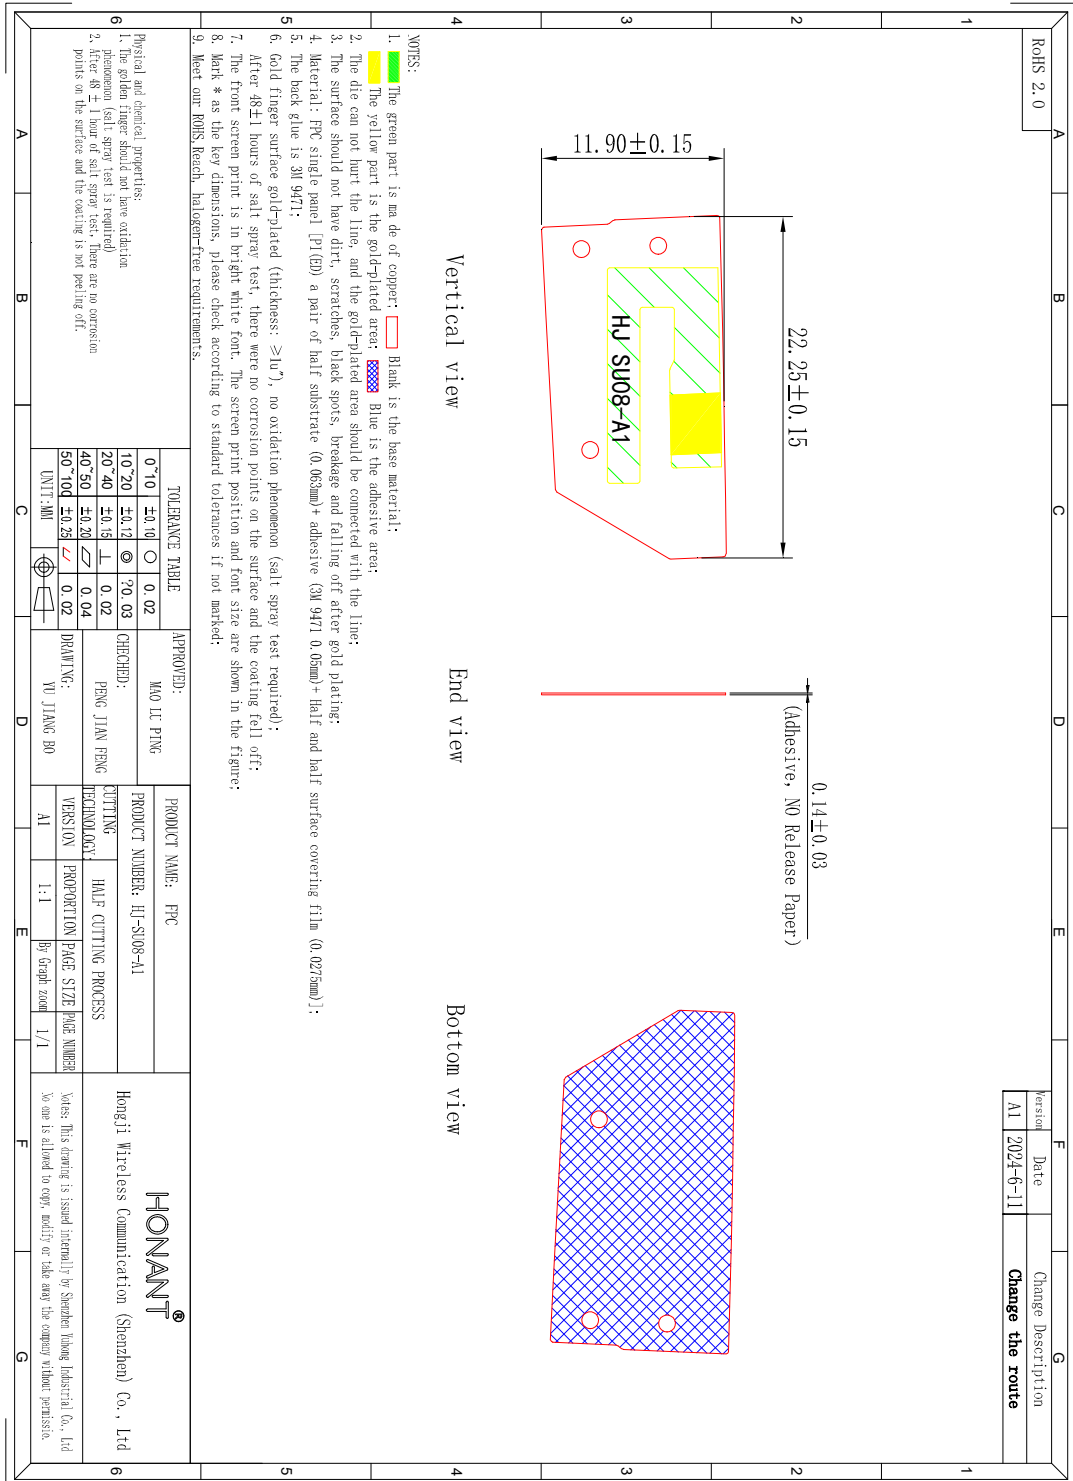 RoHS 2.0
Version Date Change Description
A1 2024-6-11 Change the route
22.25±0.15
11.90±0.15
HJ SU08-A1
0.14±0.03
(Adhesive, NO Release Paper)
Vertical view
End view
Bottom view
NOTES:
1. The green part is ma de of copper; Blank is the base material;
The yellow part is the gold-plated area; Blue is the adhesive area;
2. The die can not hurt the line, and the gold-plated area should be connected with the line;
3. The surface should not have dirt, scratches, black spots, breakage and falling off after gold plating;
4. Material: FPC single panel [PI(ED) a pair of half substrate (0.063mm)+ adhesive (3M 9471 0.05mm)+ Half and half surface covering film (0.0275mm)];
5. The back glue is 3M 9471;
6. Gold finger surface gold-plated (thickness: ≥1u"), no oxidation phenomenon (salt spray test required);
After 48±1 hours of salt spray test, there were no corrosion points on the surface and the coating fell off;
7. The front screen print is in bright white font. The screen print position and font size are shown in the figure;
8. Mark * as the key dimensions, please check according to standard tolerances if not marked;
9. Meet our ROHS,Reach, halogen-free requirements.
Physical and chemical properties:
1. The golden finger should not have oxidation
phenomenon (salt spray test is required)
2. After 48 ± 1 hour of salt spray test, There are no corrosion
points on the surface and the coating is not peeling off.
TOLERANCE TABLE
0~10 ±0.10 0.02
10~20 ±0.12 ?0.03
20~40 ±0.15 0.02
40~50 ±0.20 0.04
50~100 ±0.25 0.02
UNIT:MM
APPROVED:
MAO LU PING
CHECHED:
PENG JIAN FENG
DRAWING:
YU JIANG BO
PRODUCT NAME: FPC
PRODUCT NUMBER: HJ-SU08-A1
CUTTING
TECHNOLOGY:
HALF CUTTING PROCESS
VERSION PROPORTION PAGE SIZE PAGE NUMBER
A1 1:1 By Graph zoom 1/1
HONANT®
Hongji Wireless Communication (Shenzhen) Co., Ltd
Notes: This drawing is issued internally by Shenzhen Yuhong Industrial Co., Ltd
No one is allowed to copy, modify or take away the company without permissio.
1 2 3 4 5 6
1 2 3 4 5 6
A B C D E F G
A B C D E F G